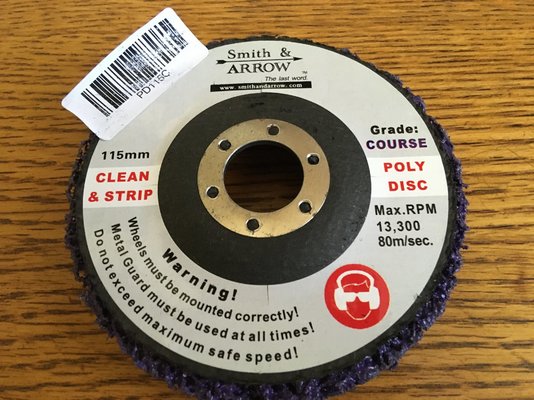 PD115C
Smith &
ARROW
TM
The last word.
www.smithandarrow.com
115mm
CLEAN
& STRIP
Grade:
COURSE
POLY
DISC
Max.RPM
13,300
80m/sec.
Warning!
Wheels must be mounted correctly!
Metal Guard must be used at all times!
Do not exceed maximum safe speed!